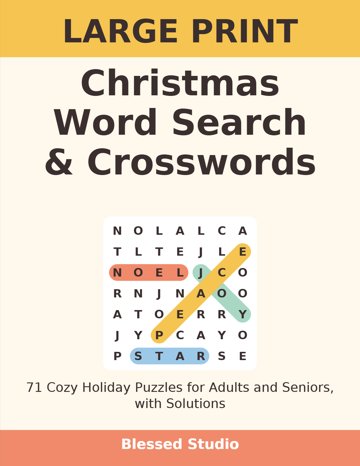 LARGE PRINT
Christmas
Word Search
& Crosswords
N O L A L C A
T L T E J L E
N O E L J C O
R N J N A O O
A T O E R R Y
J Y P C A Y O
P S T A R S E
71 Cozy Holiday Puzzles for Adults and Seniors,
with Solutions
Blessed Studio